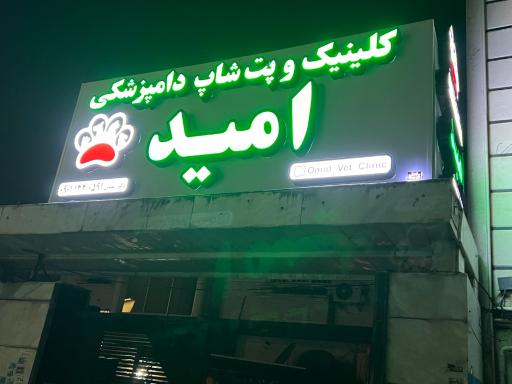 کلینیک و پت شاپ دامپزشکی
امید
Omid_Vet_Clinic